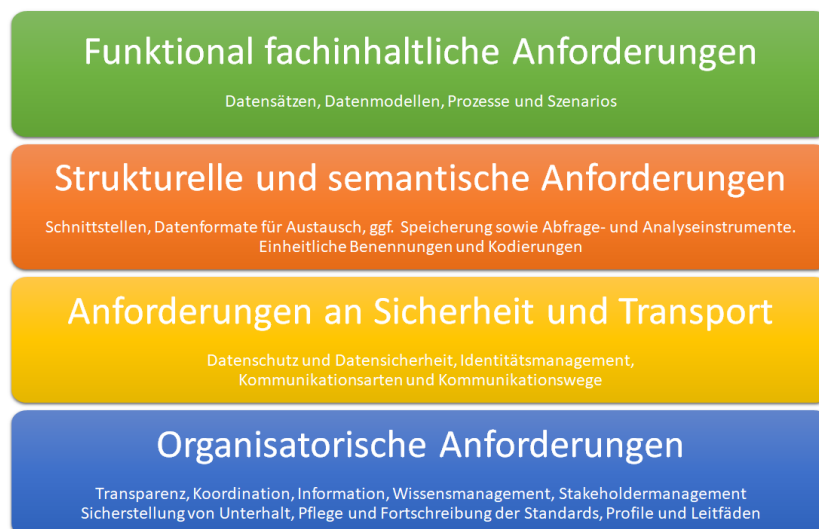 Funktional fachinhaltliche Anforderungen
Datensätzen, Datenmodellen, Prozesse und Szenarios
Strukturelle und semantische Anforderungen
Schnittstellen, Datenformate für Austausch, ggf. Speicherung sowie Abfrage- und Analyseinstrumente.
Einheitliche Benennungen und Kodierungen
Anforderungen an Sicherheit und Transport
Datenschutz und Datensicherheit, Identitätsmanagement,
Kommunikationsarten und Kommunikationswege
Organisatorische Anforderungen
Transparenz, Koordination, Information, Wissensmanagement, Stakeholdermanagement
Sicherstellung von Unterhalt, Pflege und Fortschreibung der Standards, Profile und Leitfäden